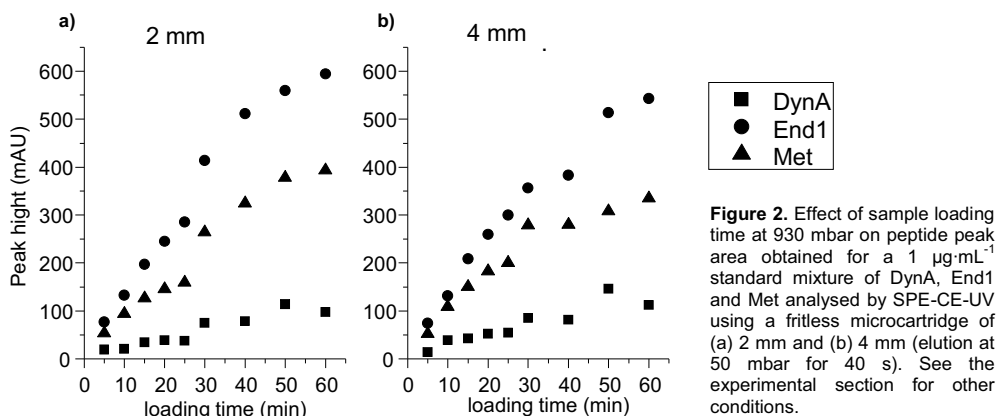 a)
2 mm
Peak hight (mAU)
600
500
400
300
200
100
0
0 10 20 30 40 50 60
loading time (min)
b)
4 mm
.
600
500
400
300
200
100
0
0 10 20 30 40 50 60
loading time (min)
DynA
End1
Met
Figure 2. Effect of sample loading
time at 930 mbar on peptide peak
area obtained for a 1 µg·mL⁻¹
standard mixture of DynA, End1
and Met analysed by SPE-CE-UV
using a fritless microcartridge of
(a) 2 mm and (b) 4 mm (elution at
50 mbar for 40 s). See the
experimental section for other
conditions.